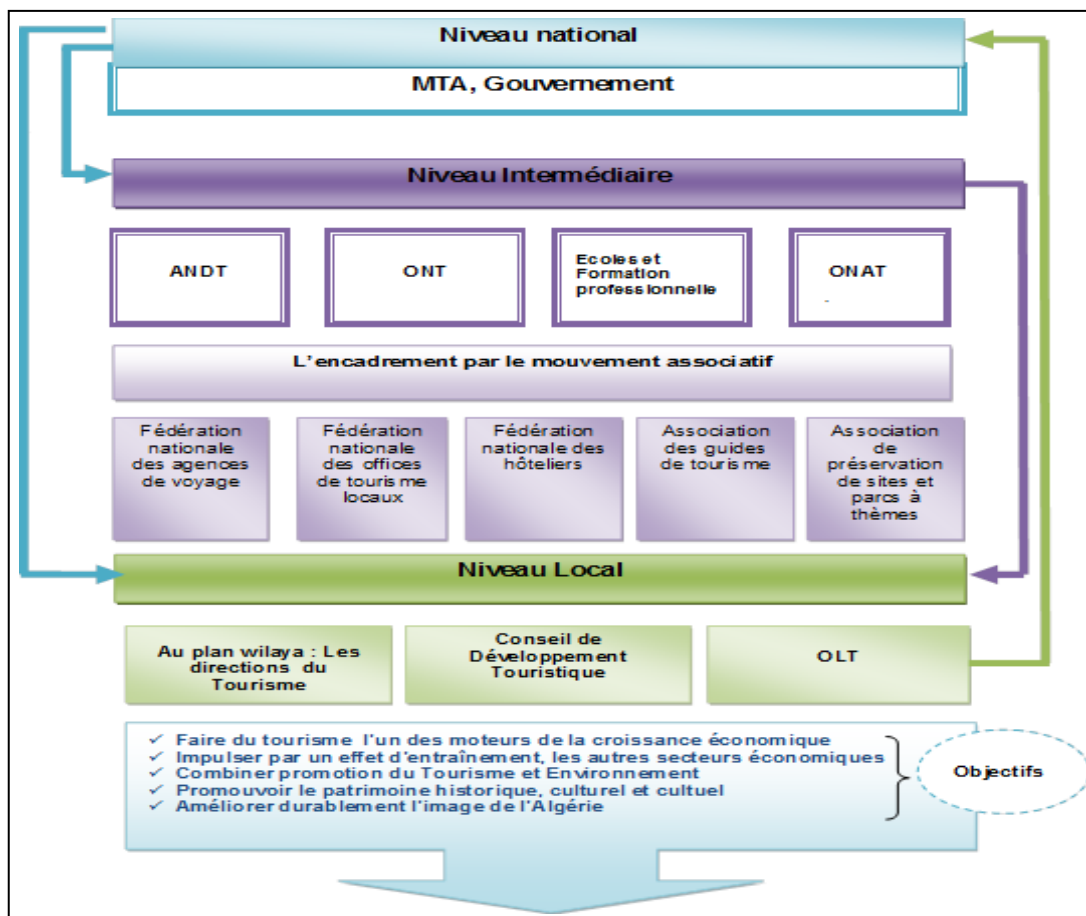 Niveau national
MTA, Gouvernement
Niveau Intermédiaire
ANDT
ONT
Ecoles et
Formation
professionnelle
ONAT
-
L'encadrement par le mouvement associatif
Fédération
nationale
des agences
de voyage
Fédération
nationale
des offices
de tourisme
locaux
Fédération
nationale des
hôteliers
Association
des guides
de tourisme
Association
de
préservation
de sites et
parcs à
thèmes
Niveau Local
Au plan wilaya : Les
directions du
Tourisme
Conseil de
Développement
Touristique
OLT
✓ Faire du tourisme l'un des moteurs de la croissance économique
✓ Impulser par un effet d'entraînement, les autres secteurs économiques
✓ Combiner promotion du Tourisme et Environnement
✓ Promouvoir le patrimoine historique, culturel et cultuel
✓ Améliorer durablement l'image de l'Algérie
Objectifs